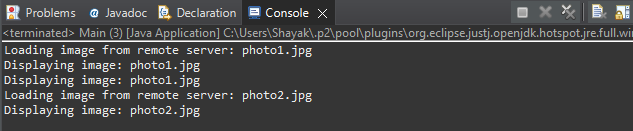 Problems Javadoc Declaration Console
<terminated> Main (3) [Java Application] C:\Users\Shayak\.p2\pool\plugins\org.eclipse.justj.openjdk.hotspot.jre.full.win
Loading image from remote server: photo1.jpg
Displaying image: photo1.jpg
Displaying image: photo1.jpg
Loading image from remote server: photo2.jpg
Displaying image: photo2.jpg